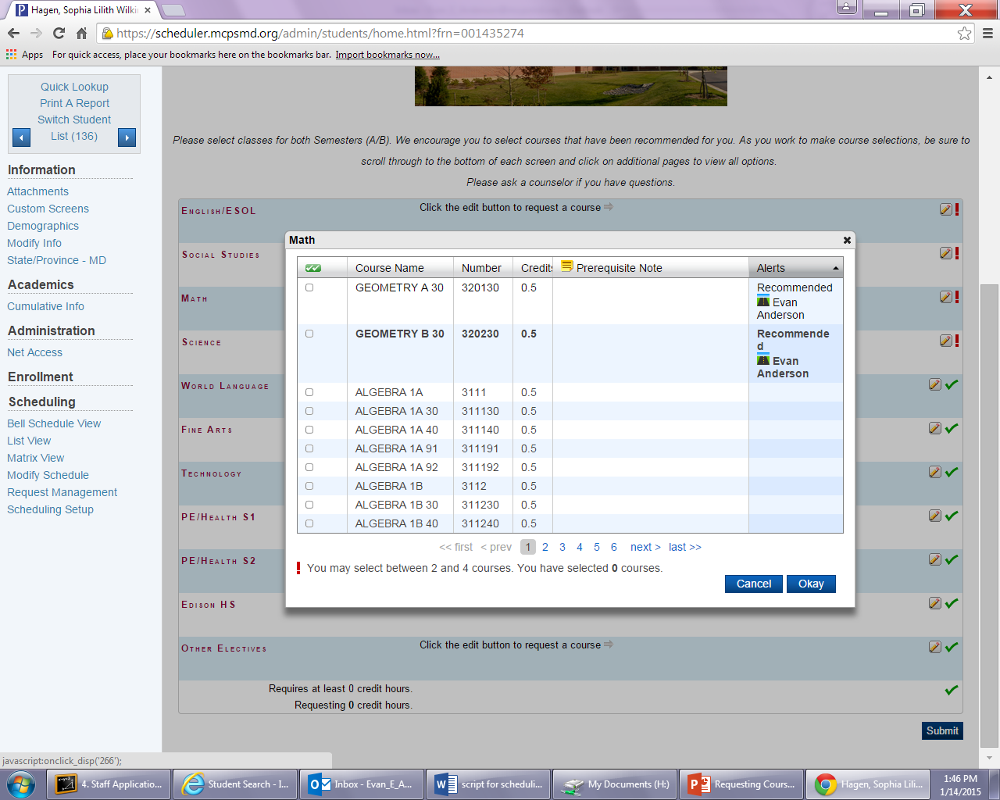 Hagen, Sophia Lilith Wilki
https://scheduler.mcpsmd.org/admin/students/home.html?frn=001435274
Apps For quick access, place your bookmarks here on the bookmarks bar. Import bookmarks now...
Quick Lookup
Print A Report
Switch Student
List (136)
Information
Attachments
Custom Screens
Demographics
Modify Info
State/Province - MD
Academics
Cumulative Info
Administration
Net Access
Enrollment
Scheduling
Bell Schedule View
List View
Matrix View
Modify Schedule
Request Management
Scheduling Setup
Please select classes for both Semesters (A/B). We encourage you to select courses that have been recommended for you. As you work to make course selections, be sure to
scroll through to the bottom of each screen and click on additional pages to view all options.
Please ask a counselor if you have questions.
English/ESOL Click the edit button to request a course
Social Studies
Math
Science
World Language
Fine Arts
Technology
PE/Health S1
PE/Health S2
Edison HS
Other Electives Click the edit button to request a course
Requires at least 0 credit hours.
Requesting 0 credit hours.
Submit
Math
Course Name Number Credits Prerequisite Note Alerts
GEOMETRY A 30 320130 0.5 Recommended
Evan
Anderson
GEOMETRY B 30 320230 0.5 Recommende
d
Evan
Anderson
ALGEBRA 1A 3111 0.5
ALGEBRA 1A 30 311130 0.5
ALGEBRA 1A 40 311140 0.5
ALGEBRA 1A 91 311191 0.5
ALGEBRA 1A 92 311192 0.5
ALGEBRA 1B 3112 0.5
ALGEBRA 1B 30 311230 0.5
ALGEBRA 1B 40 311240 0.5
<< first < prev 1 2 3 4 5 6 next > last >>
You may select between 2 and 4 courses. You have selected 0 courses.
Cancel Okay
javascript:onclick_disp('266');
4. Staff Application... Student Search - I... Inbox - Evan_E_A... script for scheduli... My Documents (H:) Requesting Cours... Hagen, Sophia Lili...
1:46 PM
1/14/2015